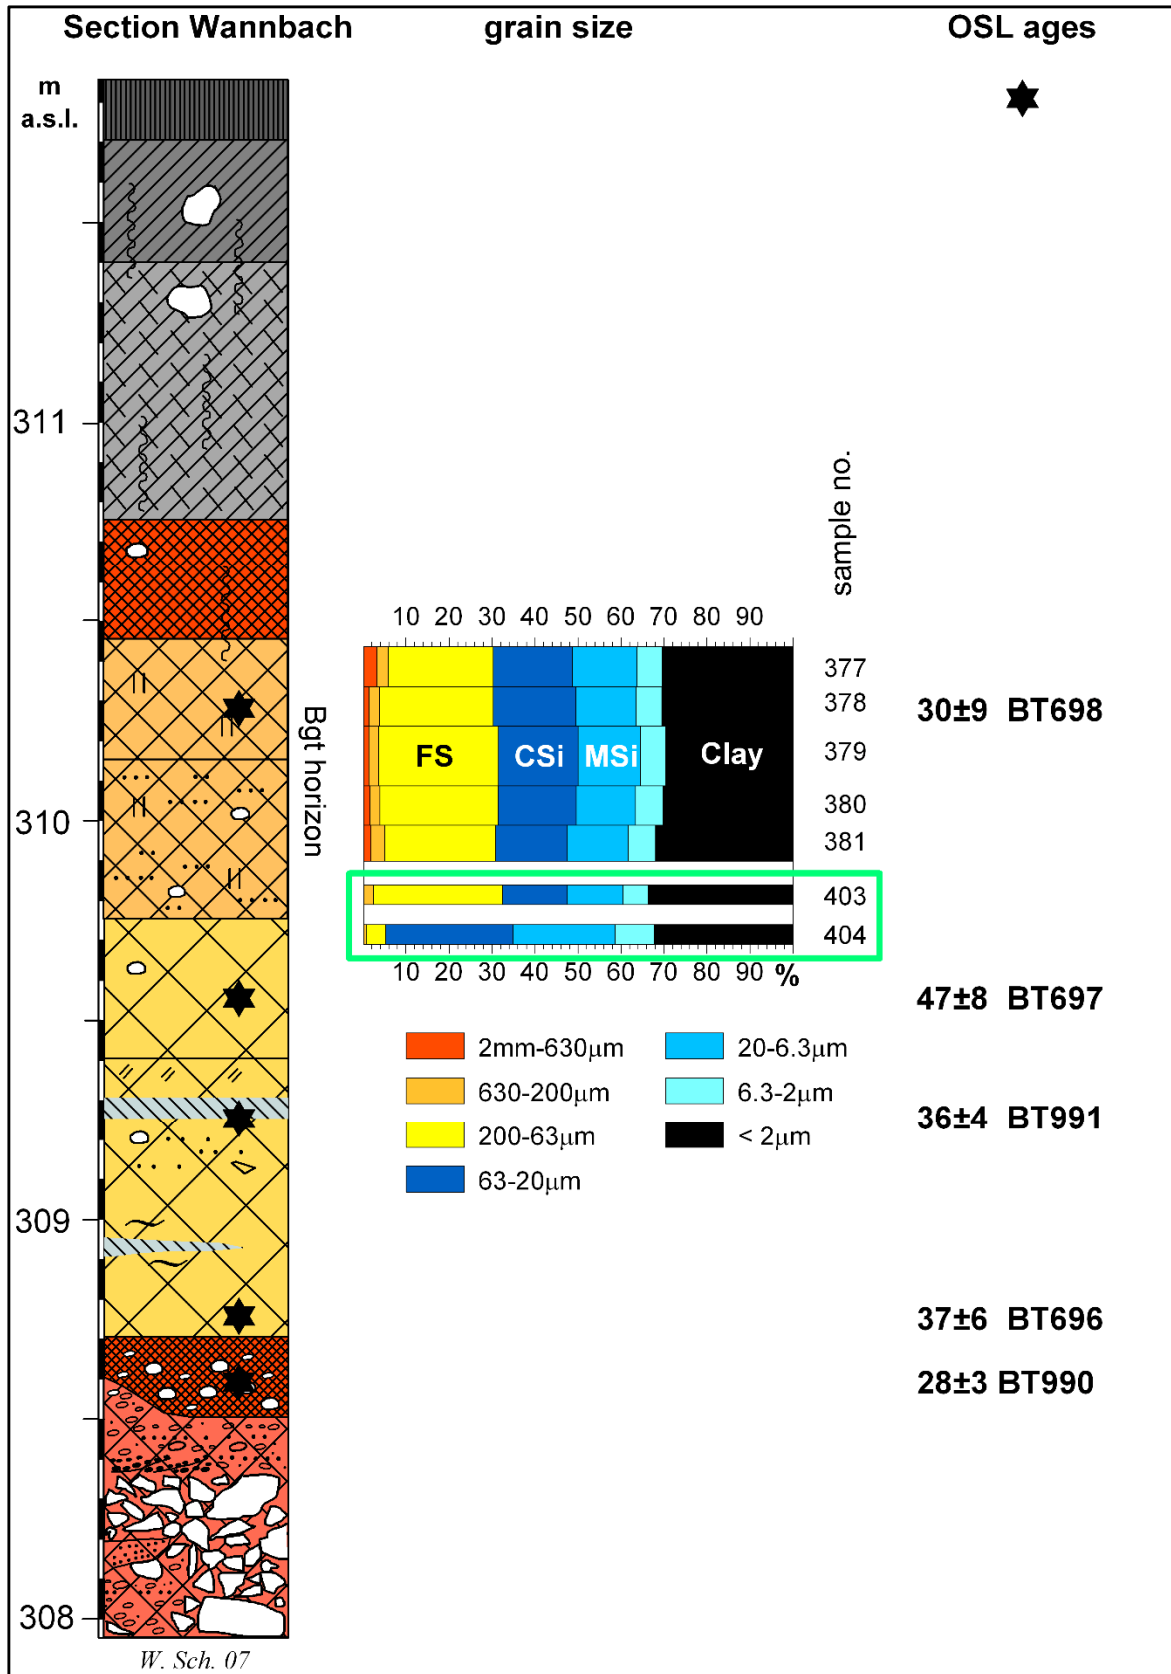 Section Wannbach grain size OSL ages
m
a.s.l.
311
310
309
308
Bgt horizon
sample no.
10 20 30 40 50 60 70 80 90
377
378
FS CSi MSi Clay 379
380
381
403
404
10 20 30 40 50 60 70 80 90 %
2mm-630µm 20-6.3µm
630-200µm 6.3-2µm
200-63µm < 2µm
63-20µm
30±9 BT698
47±8 BT697
36±4 BT991
37±6 BT696
28±3 BT990
W. Sch. 07